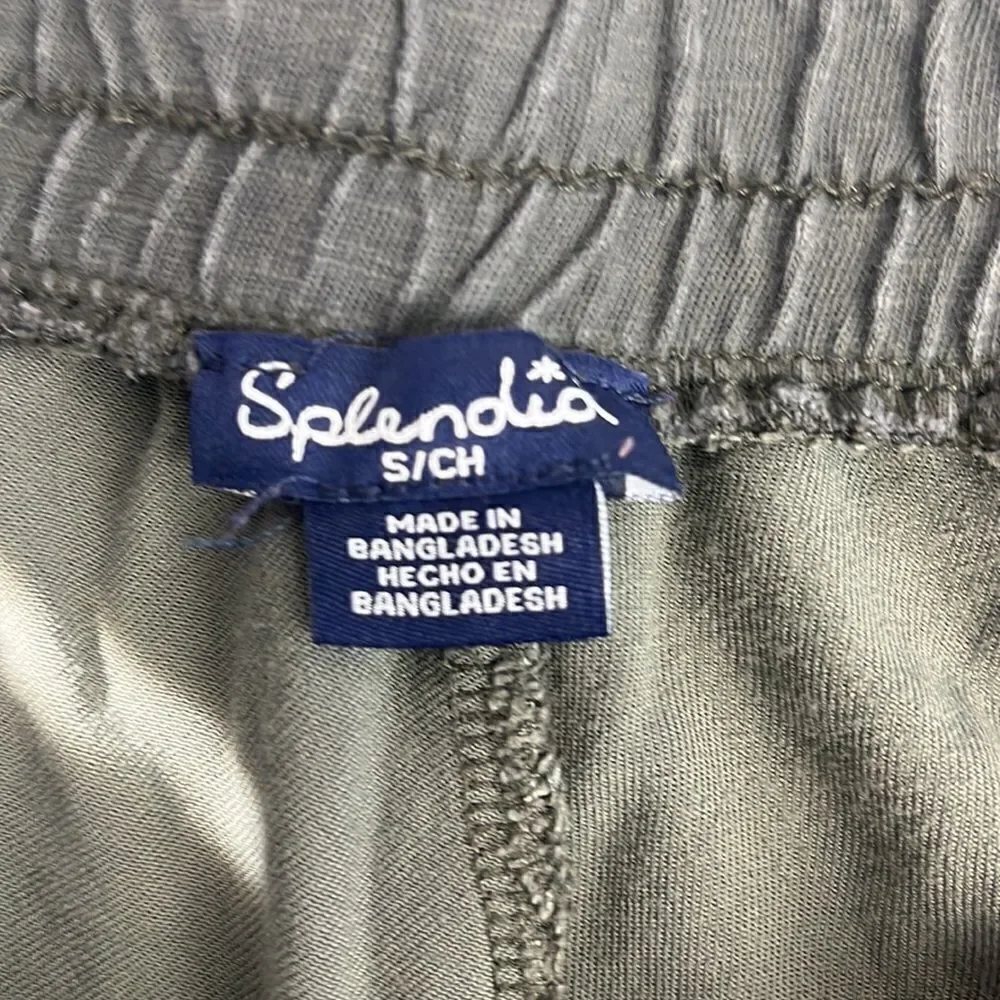 Splendid
S/CH
MADE IN
BANGLADESH
HECHO EN
BANGLADESH